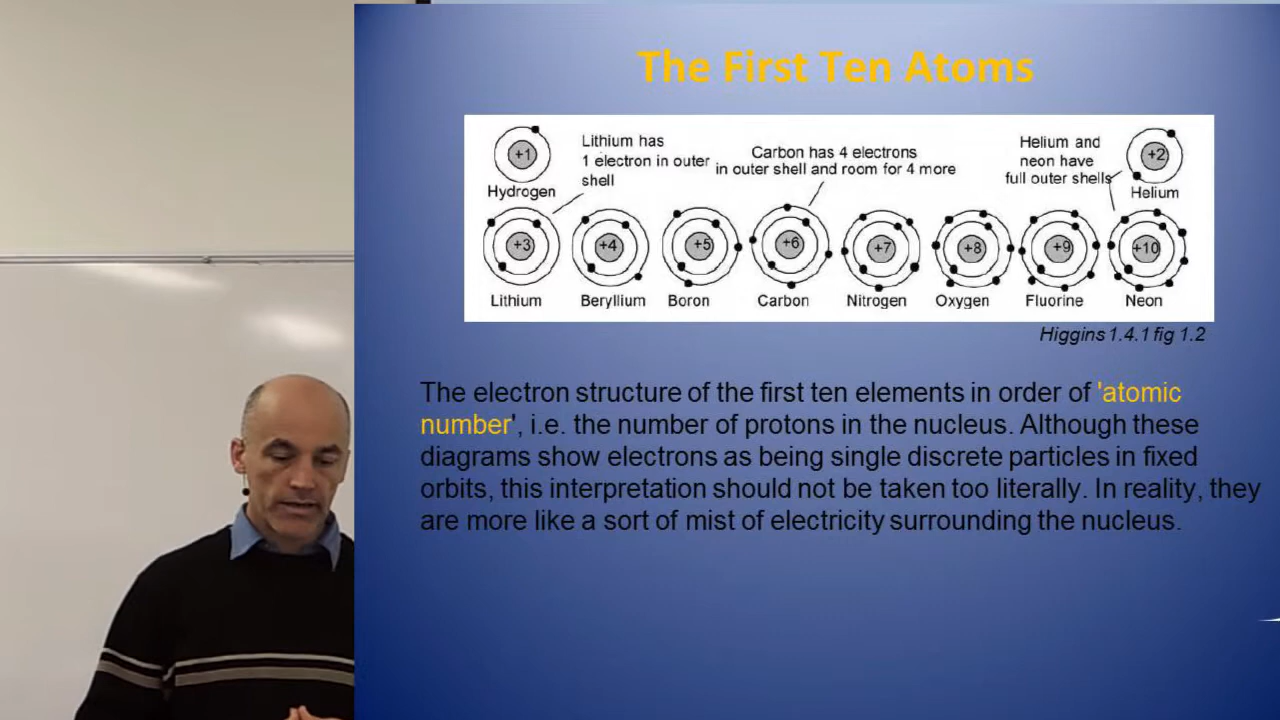 The First Ten Atoms
Lithium has
1 electron in outer
shell
Carbon has 4 electrons
in outer shell and room for 4 more
Helium and
neon have
full outer shells
+1
+2
Hydrogen
Helium
+3 +4 +5 +6 +7 +8 +9 +10
Lithium Beryllium Boron Carbon Nitrogen Oxygen Fluorine Neon
Higgins 1.4.1 fig 1.2
The electron structure of the first ten elements in order of 'atomic
number', i.e. the number of protons in the nucleus. Although these
diagrams show electrons as being single discrete particles in fixed
orbits, this interpretation should not be taken too literally. In reality, they
are more like a sort of mist of electricity surrounding the nucleus.